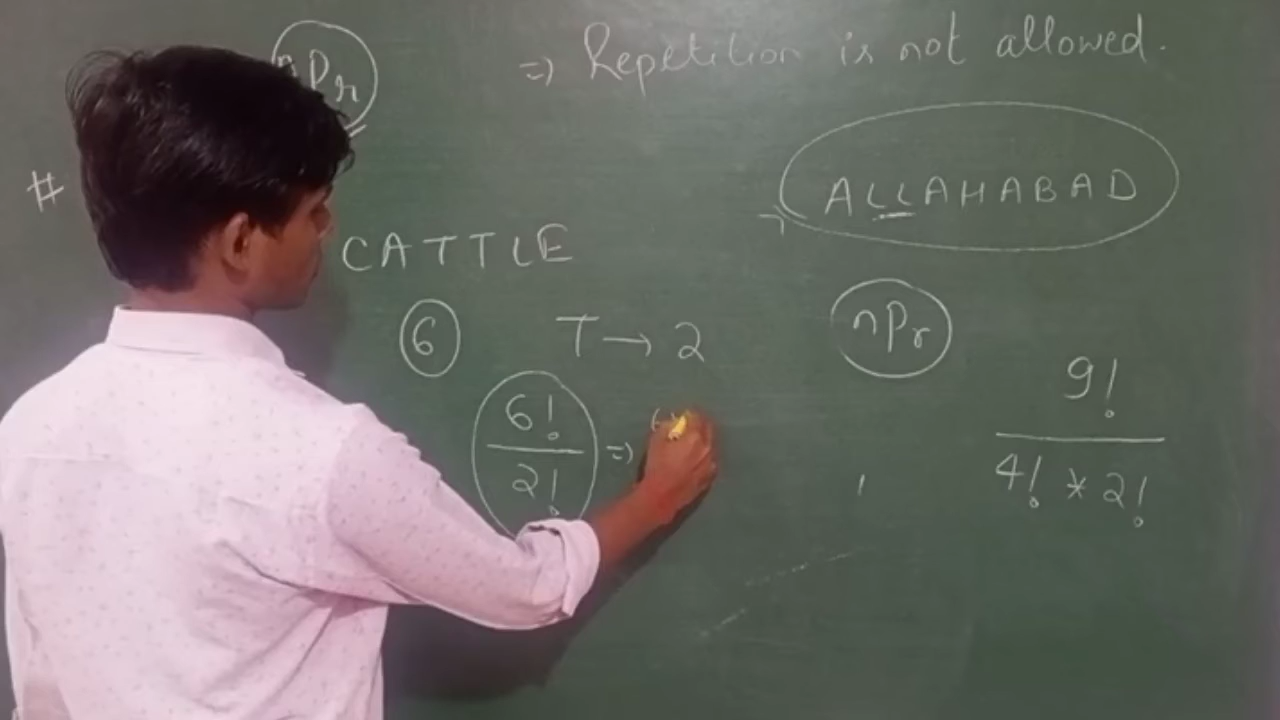 nPr
=> Repetition is not allowed.
#
ALLAHABAD
CATTLE
6 T → 2
nPr
6!
2!
=>
9!
4! * 2!